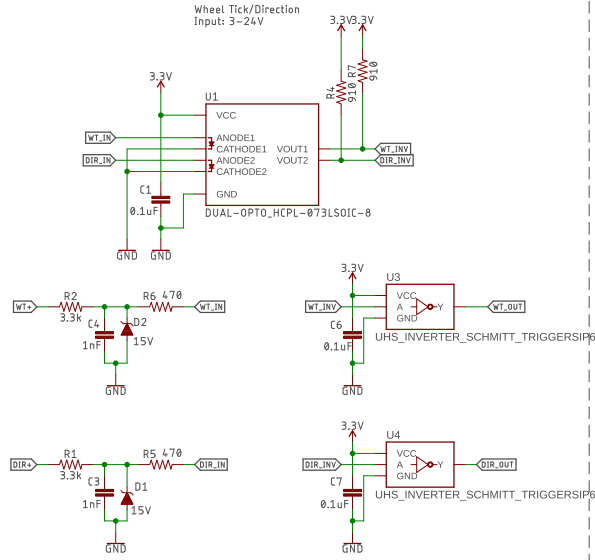 Wheel Tick/Direction
Input: 3-24V
3.3V
3.3V
3.3V
R4
910
R7
910
U1
VCC
WT_IN
ANODE1
CATHODE1
VOUT1
WT_INV
DIR_IN
ANODE2
VOUT2
DIR_INV
CATHODE2
C1
0.1uF
GND
DUAL-OPTO_HCPL-073LSOIC-8
GND
GND
WT+
R2
3.3k
R6
470
WT_IN
C4
1nF
D2
15V
GND
3.3V
U3
VCC
WT_INV
A
Y
WT_OUT
GND
C6
0.1uF
UHS_INVERTER_SCHMITT_TRIGGERSIP6
GND
DIR+
R1
3.3k
R5
470
DIR_IN
C3
1nF
D1
15V
GND
3.3V
U4
VCC
DIR_INV
A
Y
DIR_OUT
GND
C7
0.1uF
UHS_INVERTER_SCHMITT_TRIGGERSIP6
GND